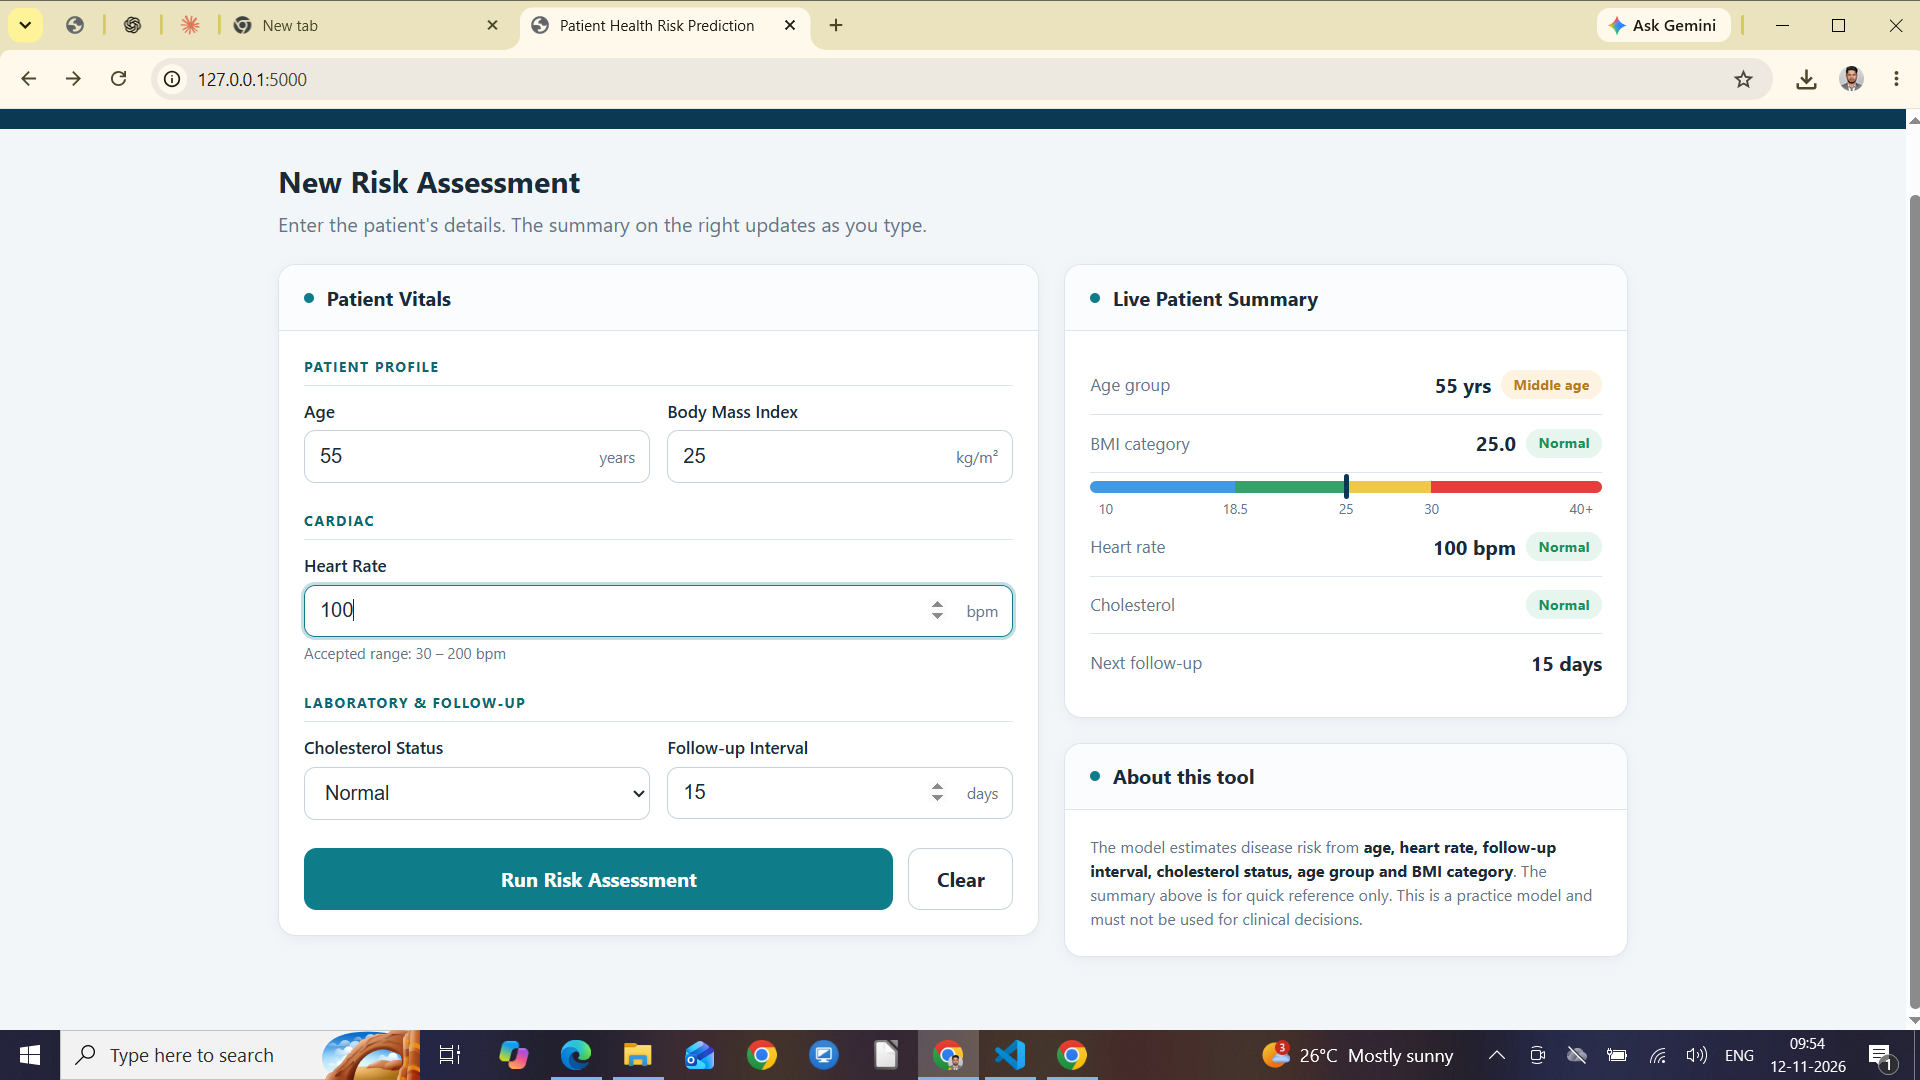 New tab
Patient Health Risk Prediction
Ask Gemini
127.0.0.1:5000
New Risk Assessment
Enter the patient's details. The summary on the right updates as you type.
Patient Vitals
PATIENT PROFILE
Age
Body Mass Index
55 years
25 kg/m²
CARDIAC
Heart Rate
100 bpm
Accepted range: 30 – 200 bpm
LABORATORY & FOLLOW-UP
Cholesterol Status
Follow-up Interval
Normal
15 days
Run Risk Assessment
Clear
Live Patient Summary
Age group 55 yrs Middle age
BMI category 25.0 Normal
10 18.5 25 30 40+
Heart rate 100 bpm Normal
Cholesterol Normal
Next follow-up 15 days
About this tool
The model estimates disease risk from age, heart rate, follow-up
interval, cholesterol status, age group and BMI category. The
summary above is for quick reference only. This is a practice model and
must not be used for clinical decisions.
Type here to search
3
26°C Mostly sunny
ENG
09:54
12-11-2026
1